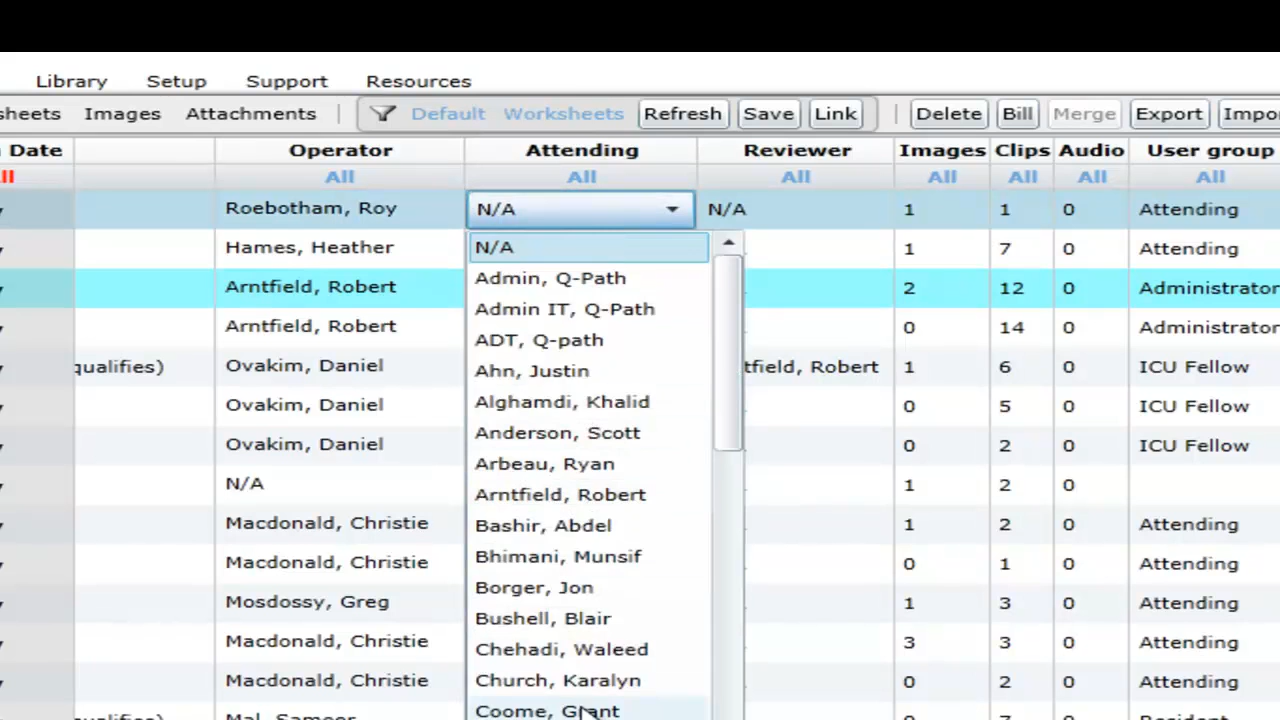 Library Setup Support Resources
sheets Images Attachments | Default Worksheets Refresh Save Link | Delete Bill Merge Export Impo
Date Operator Attending Reviewer Images Clips Audio User group
All All All All All All All
Roebotham, Roy N/A N/A 1 1 0 Attending
Hames, Heather N/A 1 7 0 Attending
Admin, Q-Path
Arntfield, Robert 2 12 0 Administrator
Admin IT, Q-Path
Arntfield, Robert 0 14 0 Administrator
ADT, Q-path
qualifies) Ovakim, Daniel Ahn, Justin tfield, Robert 1 6 ICU Fellow
Ovakim, Daniel Alghamdi, Khalid 0 5 0 ICU Fellow
Ovakim, Daniel Anderson, Scott 0 2 0 ICU Fellow
Arbeau, Ryan
N/A 1 2 0
Arntfield, Robert
Macdonald, Christie Bashir, Abdel 1 2 0 Attending
Macdonald, Christie Bhimani, Munsif 0 1 0 Attending
Borger, Jon
Mosdossy, Greg 1 3 0 Attending
Bushell, Blair
Macdonald, Christie Chehadi, Waleed 3 3 0 Attending
Macdonald, Christie Church, Karalyn 0 2 0 Attending
Coome, Grant